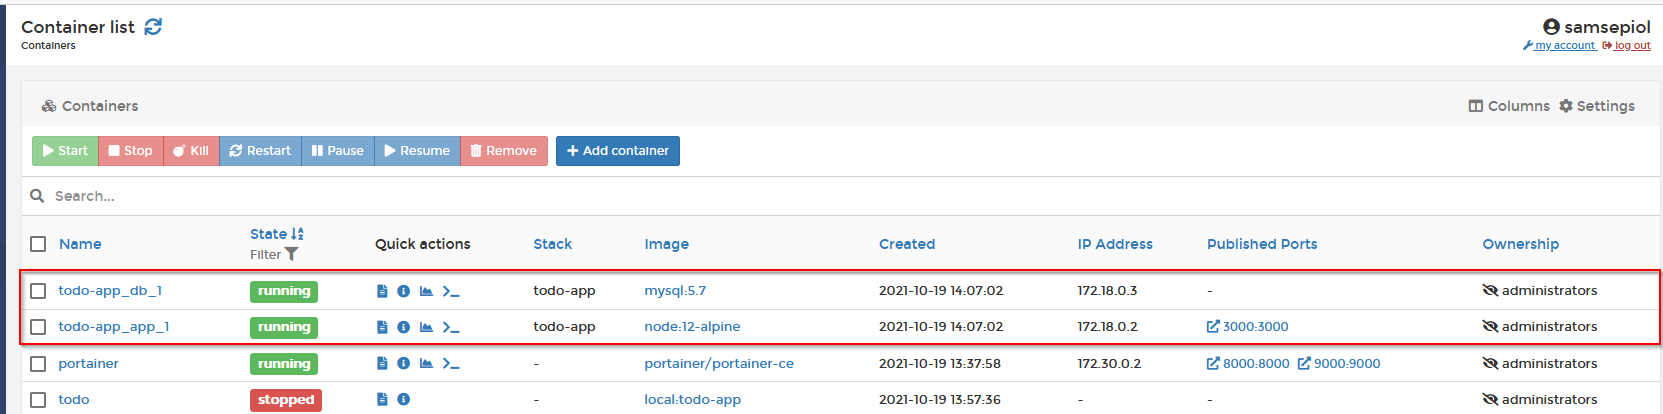 Container list
Containers
samsepiol
my account log out
Containers
Columns Settings
Start Stop Kill Restart Pause Resume Remove Add container
Search...
Name State Filter Quick actions Stack Image Created IP Address Published Ports Ownership
todo-app_db_1 running todo-app mysql:5.7 2021-10-19 14:07:02 172.18.0.3 - administrators
todo-app_app_1 running todo-app node:12-alpine 2021-10-19 14:07:02 172.18.0.2 3000:3000 administrators
portainer running - portainer/portainer-ce 2021-10-19 13:37:58 172.30.0.2 8000:8000 9000:9000 administrators
todo stopped - local:todo-app 2021-10-19 13:57:36 - - administrators